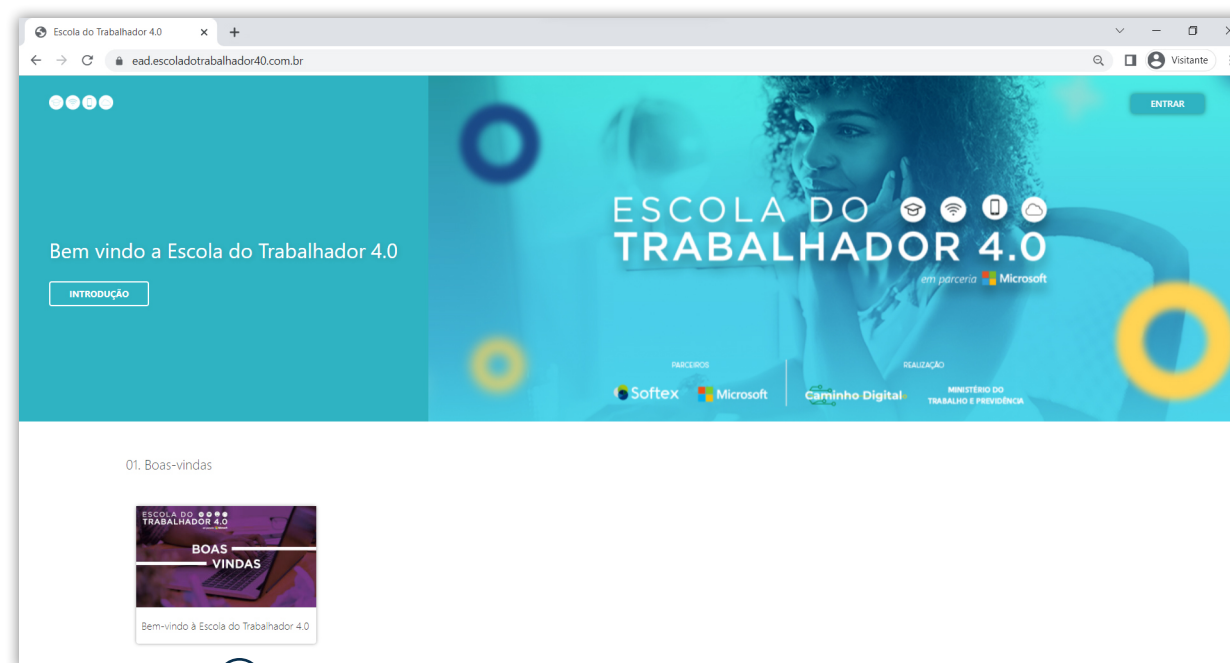 Escola do Trabalhador 4.0
ead.escoladotrabalhador40.com.br
Visitante
ENTRAR
Bem vindo a Escola do Trabalhador 4.0
INTRODUÇÃO
ESCOLA DO
TRABALHADOR 4.0
em parceria Microsoft
PARCEIROS
REALIZAÇÃO
Softex
Microsoft
Caminho Digital
MINISTÉRIO DO
TRABALHO E PREVIDÊNCIA
01. Boas-vindas
ESCOLA DO
TRABALHADOR 4.0
BOAS
VINDAS
Bem-vindo à Escola do Trabalhador 4.0